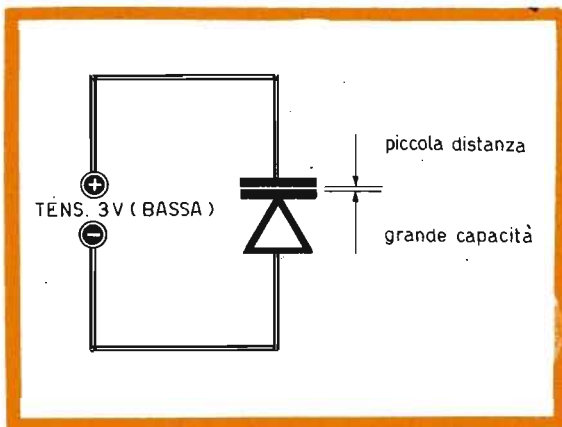 piccola distanza
+
TENS. 3V (BASSA)
−
grande capacità